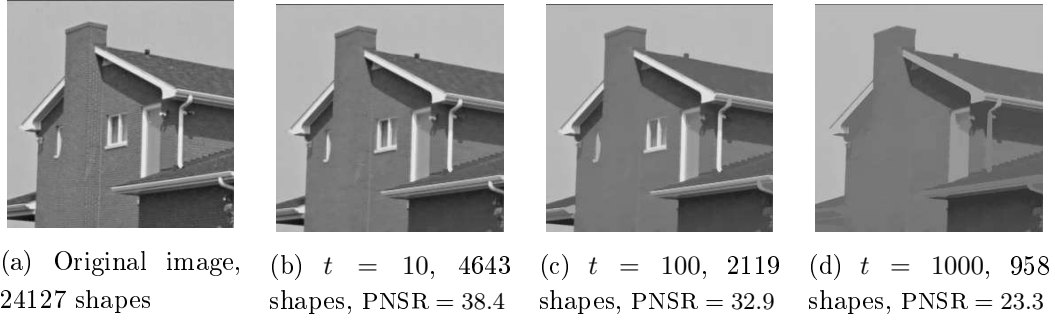 (a) Original image,
24127 shapes
(b) t = 10, 4643
shapes, PNSR = 38.4
(c) t = 100, 2119
shapes, PNSR = 32.9
(d) t = 1000, 958
shapes, PNSR = 23.3